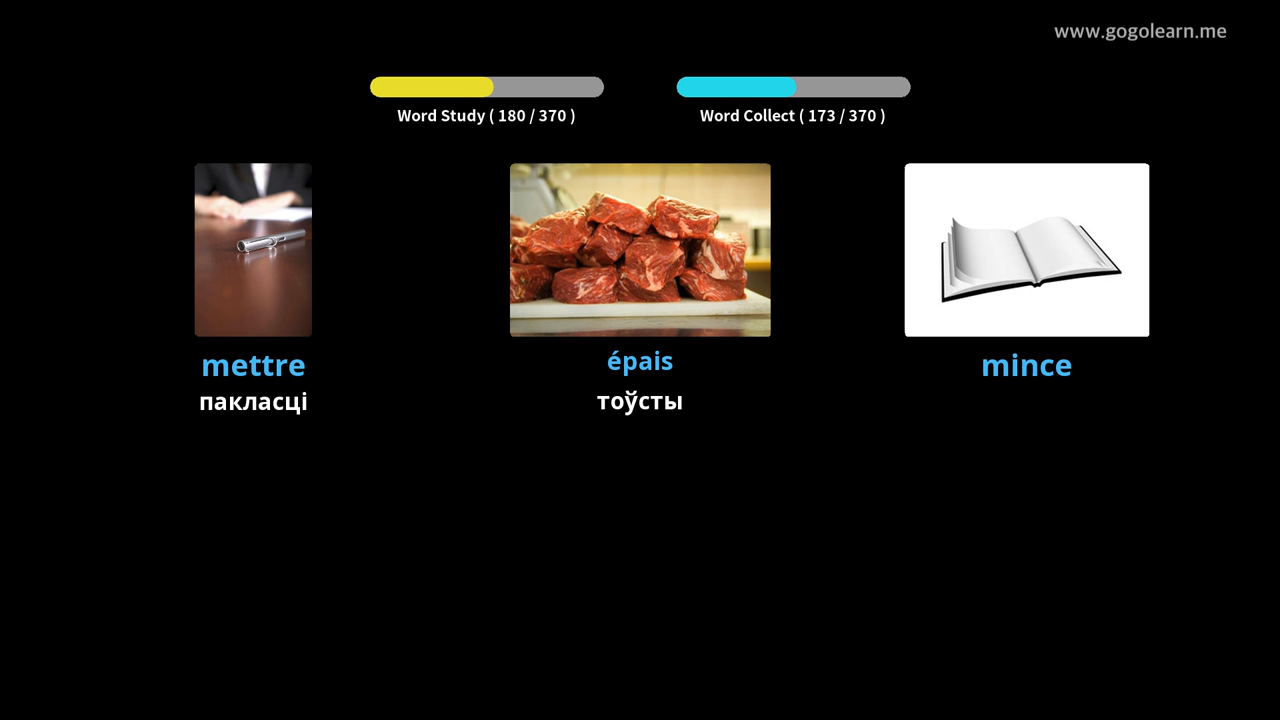 www.gogolearn.me
Word Study ( 180 / 370 )
Word Collect ( 173 / 370 )
mettre
пакласці
épais
тоўсты
mince